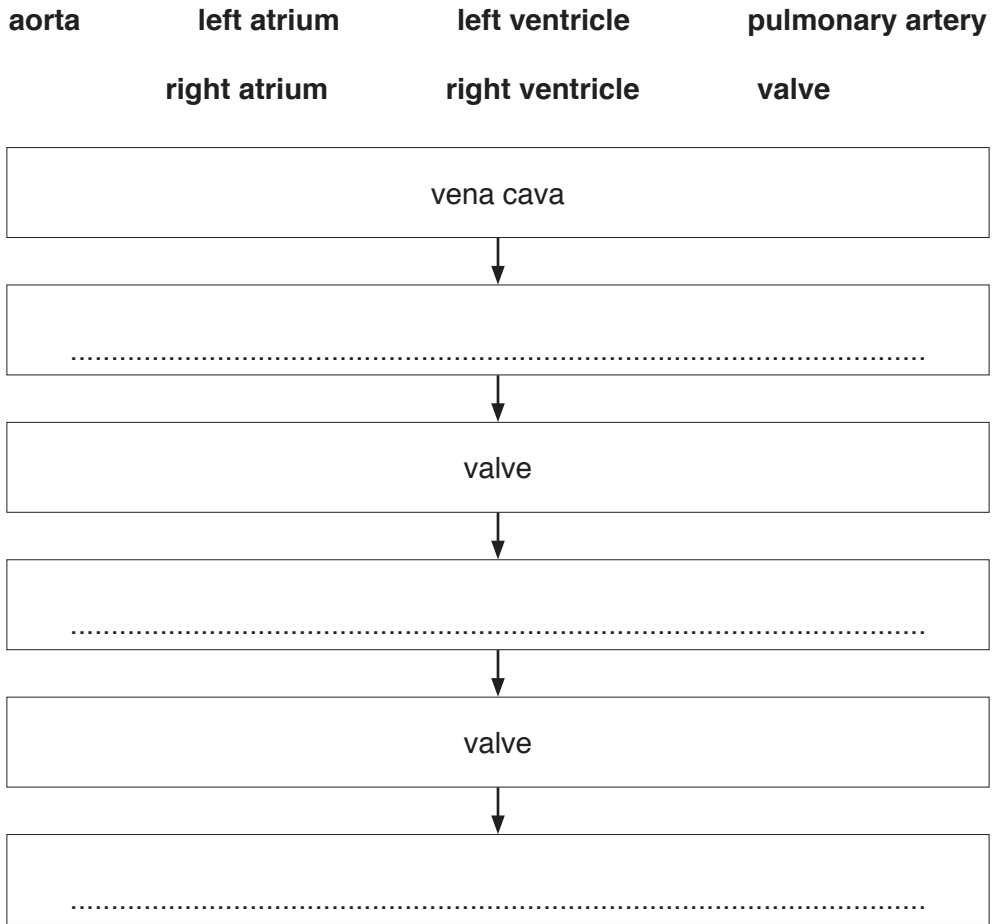 aorta left atrium left ventricle pulmonary artery
right atrium right ventricle valve
vena cava
..........................................................................................................
valve
..........................................................................................................
valve
..........................................................................................................